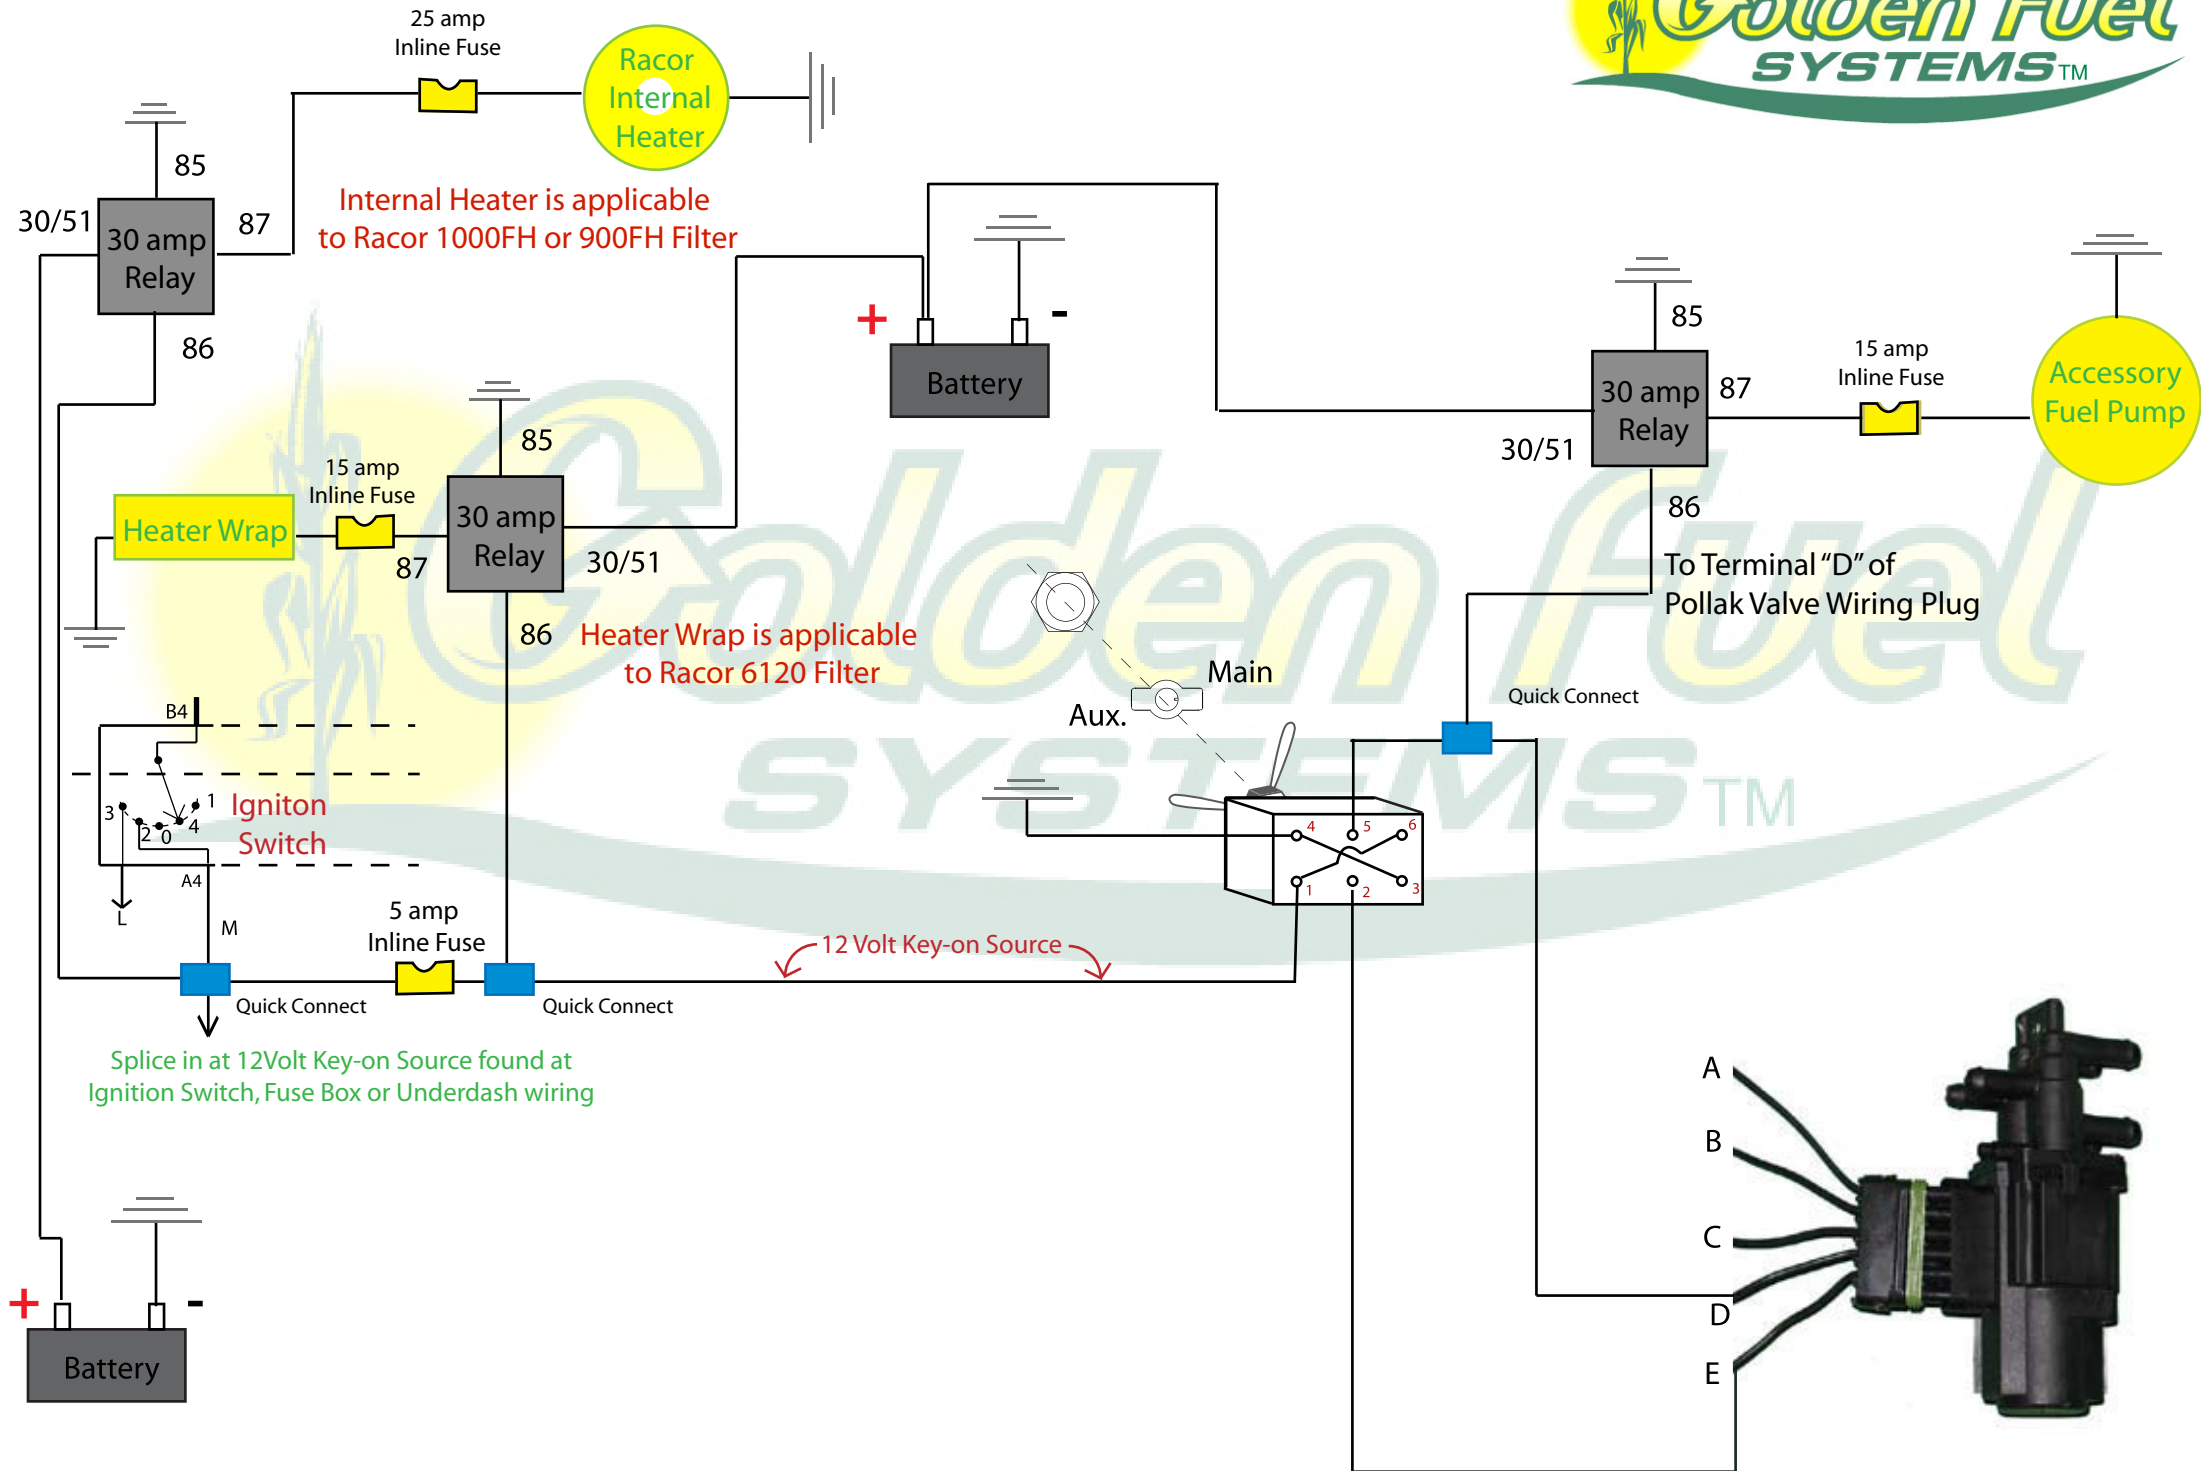 25 amp
Inline Fuse
Racor
Internal
Heater
Golden Fuel
SYSTEMS™
85
30/51
30 amp
Relay
87
86
Internal Heater is applicable
to Racor 1000FH or 900FH Filter
+
-
Battery
85
30 amp
Relay
87
30/51
86
15 amp
Inline Fuse
Accessory
Fuel Pump
To Terminal “D” of
Pollak Valve Wiring Plug
Quick Connect
Heater Wrap
15 amp
Inline Fuse
87
85
30 amp
Relay
30/51
86
Heater Wrap is applicable
to Racor 6120 Filter
Golden Fuel
SYSTEMS™
Main
Aux.
4 5 6
1 2 3
B4
3 2 0 4 1
Igniton
Switch
A4
L
M
5 amp
Inline Fuse
Quick Connect
Quick Connect
12 Volt Key-on Source
Splice in at 12Volt Key-on Source found at
Ignition Switch, Fuse Box or Underdash wiring
+
-
Battery
A
B
C
D
E